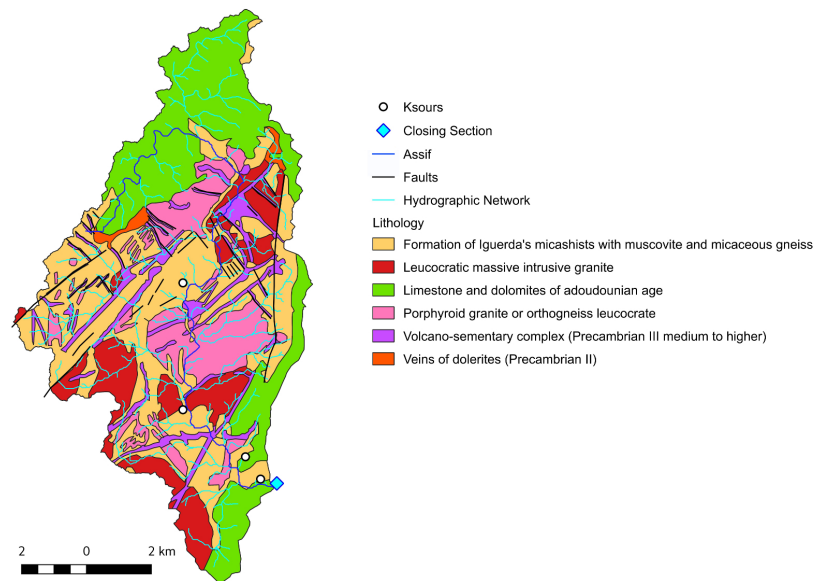 Ksours
Closing Section
Assif
Faults
Hydrographic Network
Lithology
Formation of Iguerda's micashists with muscovite and micaceous gneiss
Leucocratic massive intrusive granite
Limestone and dolomites of adoudounian age
Porphyroid granite or orthogneiss leucocrate
Volcano-sementary complex (Precambrian III medium to higher)
Veins of dolerites (Precambrian II)
2 0 2 km